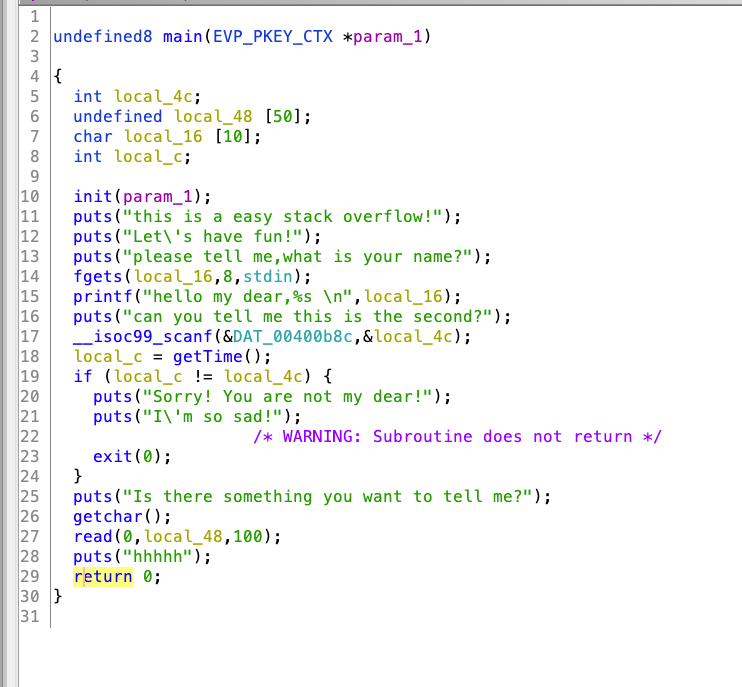 1
2 undefined8 main(EVP_PKEY_CTX *param_1)
3
4 {
5 int local_4c;
6 undefined local_48 [50];
7 char local_16 [10];
8 int local_c;
9
10 init(param_1);
11 puts("this is a easy stack overflow!");
12 puts("Let\'s have fun!");
13 puts("please tell me,what is your name?");
14 fgets(local_16,8,stdin);
15 printf("hello my dear,%s \n",local_16);
16 puts("can you tell me this is the second?");
17 __isoc99_scanf(&DAT_00400b8c,&local_4c);
18 local_c = getTime();
19 if (local_c != local_4c) {
20 puts("Sorry! You are not my dear!");
21 puts("I\'m so sad!");
22 /* WARNING: Subroutine does not return */
23 exit(0);
24 }
25 puts("Is there something you want to tell me?");
26 getchar();
27 read(0,local_48,100);
28 puts("hhhhh");
29 return 0;
30 }
31